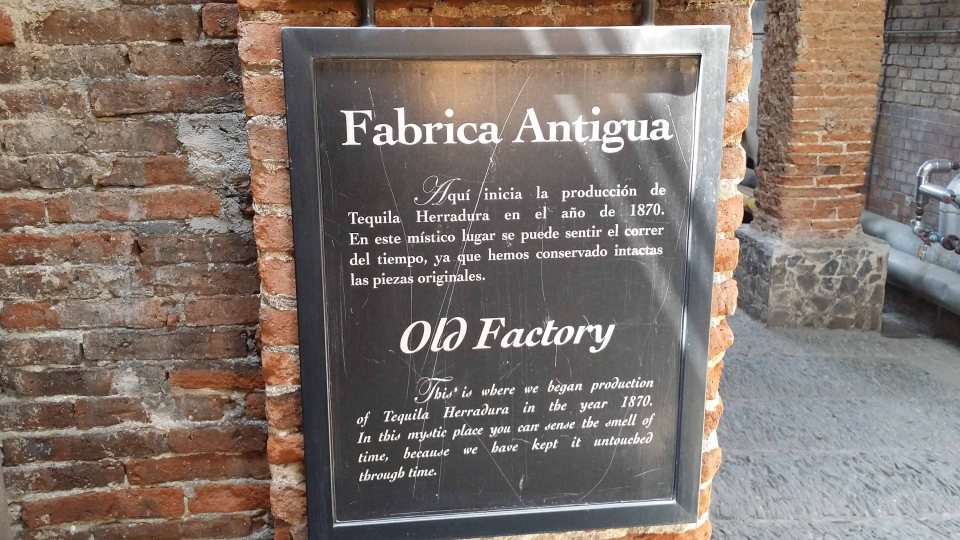 Fabrica Antigua
Aquí inicia la producción de
Tequila Herradura en el año de 1870.
En este místico lugar se puede sentir el correr
del tiempo, ya que hemos conservado intactas
las piezas originales.
Old Factory
This is where we began production
of Tequila Herradura in the year 1870.
In this mystic place you can sense the smell of
time, because we have kept it untouched
through time.